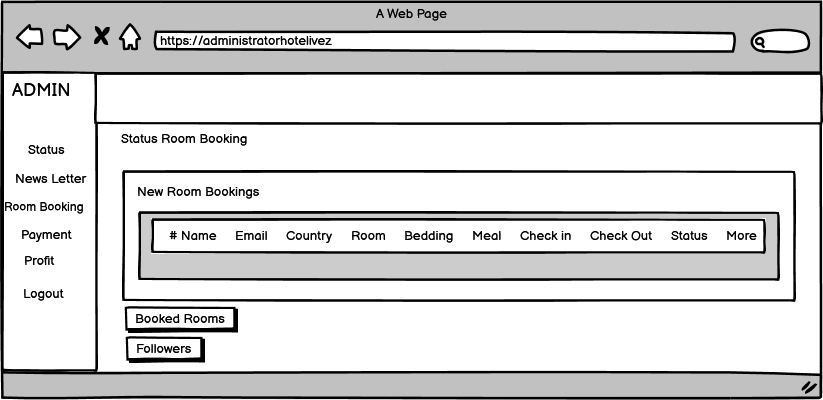 A Web Page
https://administratorhotelivez
ADMIN
Status Room Booking
Status
News Letter
Room Booking
Payment
Profit
Logout
New Room Bookings
# Name Email Country Room Bedding Meal Check in Check Out Status More
Booked Rooms
Followers